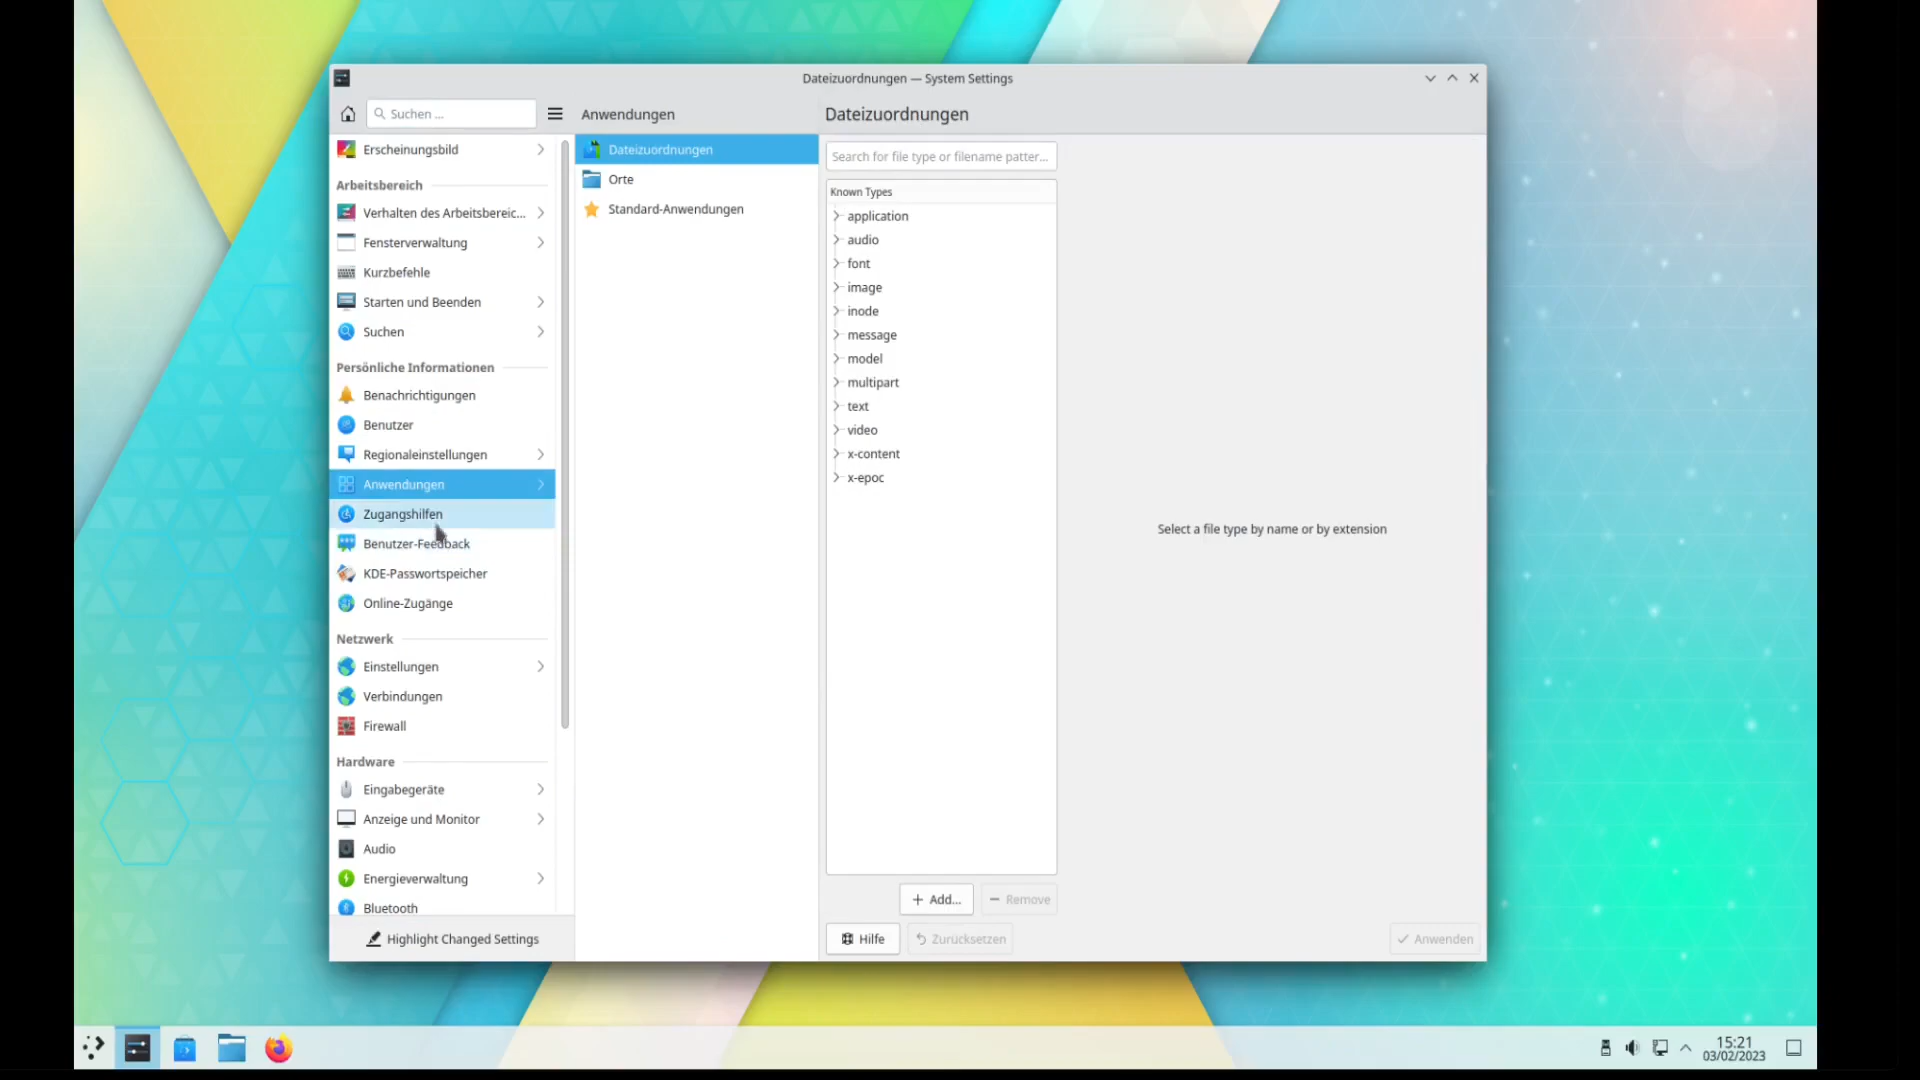 Dateizuordnungen — System Settings
Suchen ...
Anwendungen
Dateizuordnungen
Erscheinungsbild
Arbeitsbereich
Verhalten des Arbeitsbereic...
Fensterverwaltung
Kurzbefehle
Starten und Beenden
Suchen
Persönliche Informationen
Benachrichtigungen
Benutzer
Regionaleinstellungen
Anwendungen
Zugangshilfen
Benutzer-Feedback
KDE-Passwortspeicher
Online-Zugänge
Netzwerk
Einstellungen
Verbindungen
Firewall
Hardware
Eingabegeräte
Anzeige und Monitor
Audio
Energieverwaltung
Bluetooth
Highlight Changed Settings
Dateizuordnungen
Orte
Standard-Anwendungen
Search for file type or filename patter...
Known Types
application
audio
font
image
inode
message
model
multipart
text
video
x-content
x-epoc
Add...
Remove
Select a file type by name or by extension
Hilfe
Zurücksetzen
Anwenden
15:21
03/02/2023